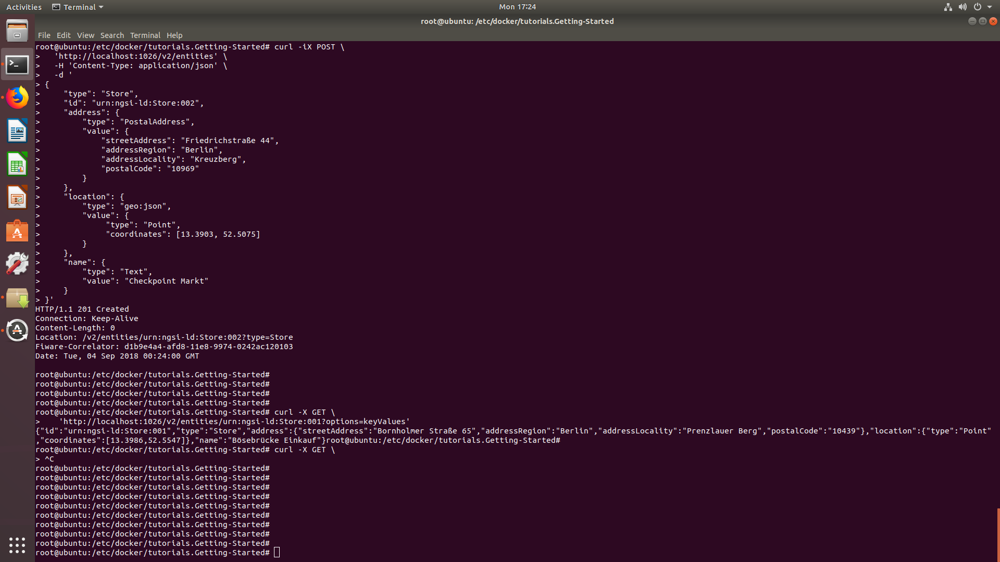 Activities Terminal Mon 17:24
root@ubuntu: /etc/docker/tutorials.Getting-Started
File Edit View Search Terminal Help
root@ubuntu:/etc/docker/tutorials.Getting-Started# curl -iX POST \
>   'http://localhost:1026/v2/entities' \
>   -H 'Content-Type: application/json' \
>   -d '
> {
>     "type": "Store",
>     "id": "urn:ngsi-ld:Store:002",
>     "address": {
>         "type": "PostalAddress",
>         "value": {
>             "streetAddress": "Friedrichstraße 44",
>             "addressRegion": "Berlin",
>             "addressLocality": "Kreuzberg",
>             "postalCode": "10969"
>         }
>     },
>     "location": {
>         "type": "geo:json",
>         "value": {
>              "type": "Point",
>              "coordinates": [13.3903, 52.5075]
>         }
>     },
>     "name": {
>         "type": "Text",
>         "value": "Checkpoint Markt"
>     }
> }'
HTTP/1.1 201 Created
Connection: Keep-Alive
Content-Length: 0
Location: /v2/entities/urn:ngsi-ld:Store:002?type=Store
Fiware-Correlator: d1b9e4a4-afd8-11e8-9974-0242ac120103
Date: Tue, 04 Sep 2018 00:24:00 GMT
root@ubuntu:/etc/docker/tutorials.Getting-Started#
root@ubuntu:/etc/docker/tutorials.Getting-Started#
root@ubuntu:/etc/docker/tutorials.Getting-Started#
root@ubuntu:/etc/docker/tutorials.Getting-Started#
root@ubuntu:/etc/docker/tutorials.Getting-Started# curl -X GET \
>    'http://localhost:1026/v2/entities/urn:ngsi-ld:Store:001?options=keyValues'
{"id":"urn:ngsi-ld:Store:001","type":"Store","address":{"streetAddress":"Bornholmer Straße 65","addressRegion":"Berlin","addressLocality":"Prenzlauer Berg","postalCode":"10439"},"location":{"type":"Point"
,"coordinates":[13.3986,52.5547]},"name":"Bösebrücke Einkauf"}root@ubuntu:/etc/docker/tutorials.Getting-Started#
root@ubuntu:/etc/docker/tutorials.Getting-Started# curl -X GET \
> ^C
root@ubuntu:/etc/docker/tutorials.Getting-Started#
root@ubuntu:/etc/docker/tutorials.Getting-Started#
root@ubuntu:/etc/docker/tutorials.Getting-Started#
root@ubuntu:/etc/docker/tutorials.Getting-Started#
root@ubuntu:/etc/docker/tutorials.Getting-Started#
root@ubuntu:/etc/docker/tutorials.Getting-Started#
root@ubuntu:/etc/docker/tutorials.Getting-Started#
root@ubuntu:/etc/docker/tutorials.Getting-Started#
root@ubuntu:/etc/docker/tutorials.Getting-Started#
root@ubuntu:/etc/docker/tutorials.Getting-Started#